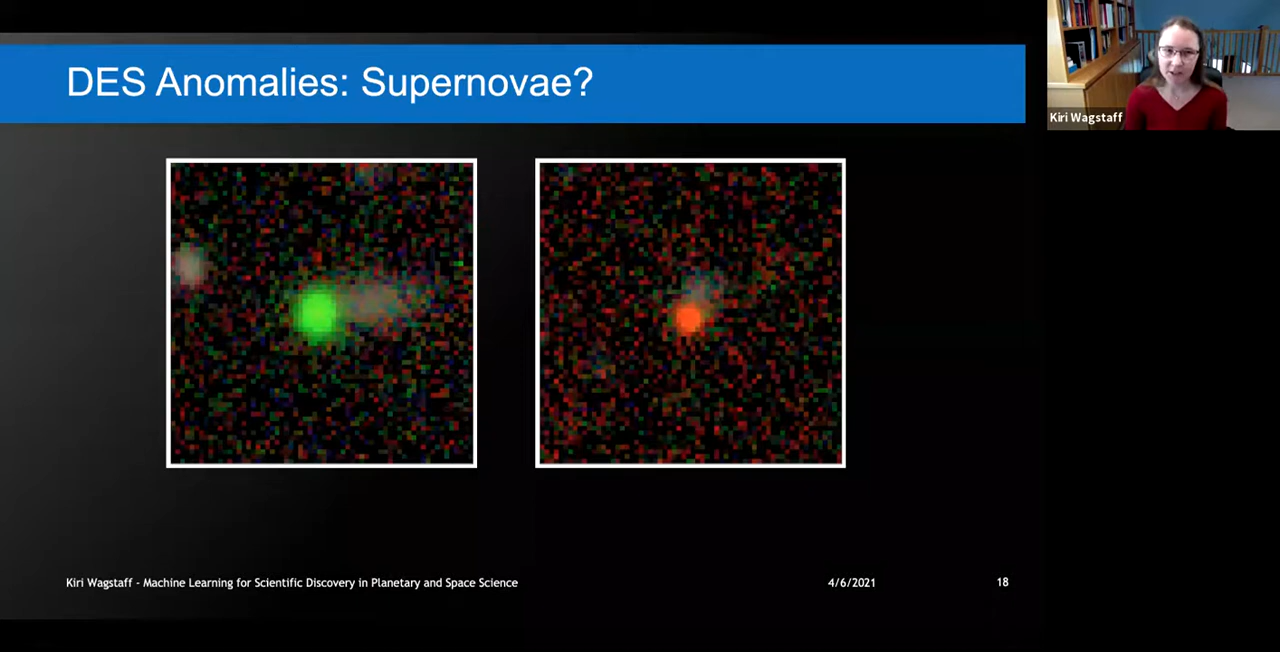 DES Anomalies: Supernovae?
Kiri Wagstaff
Kiri Wagstaff - Machine Learning for Scientific Discovery in Planetary and Space Science
4/6/2021
18